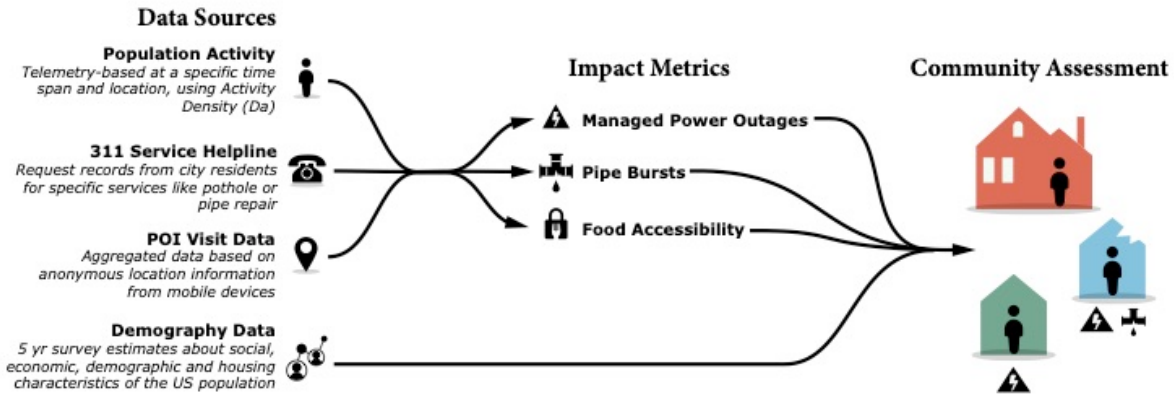 Data Sources
Population Activity
Telemetry-based at a specific time
span and location, using Activity
Density (Da)
311 Service Helpline
Request records from city residents
for specific services like pothole or
pipe repair
POI Visit Data
Aggregated data based on
anonymous location information
from mobile devices
Demography Data
5 yr survey estimates about social,
economic, demographic and housing
characteristics of the US population
Impact Metrics
Managed Power Outages
Pipe Bursts
Food Accessibility
Community Assessment